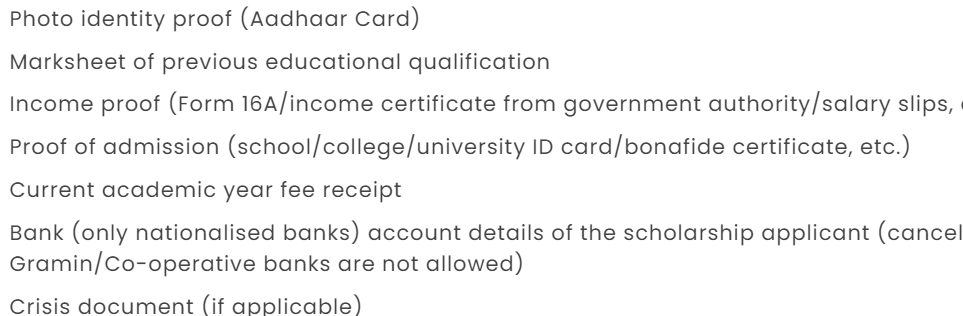 Photo identity proof (Aadhaar Card)
Marksheet of previous educational qualification
Income proof (Form 16A/income certificate from government authority/salary slips,
Proof of admission (school/college/university ID card/bonafide certificate, etc.)
Current academic year fee receipt
Bank (only nationalised banks) account details of the scholarship applicant (cancel
Gramin/Co-operative banks are not allowed)
Crisis document (if applicable)